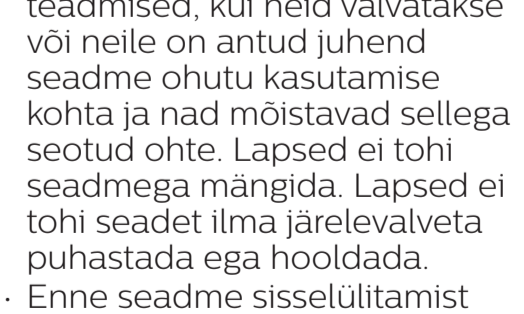 teadmised, kui neid valvatakse
või neile on antud juhend
seadme ohutu kasutamise
kohta ja nad mõistavad sellega
seotud ohte. Lapsed ei tohi
seadmega mängida. Lapsed ei
tohi seadet ilma järelevalveta
puhastada ega hooldada.
· Enne seadme sisselülitamist